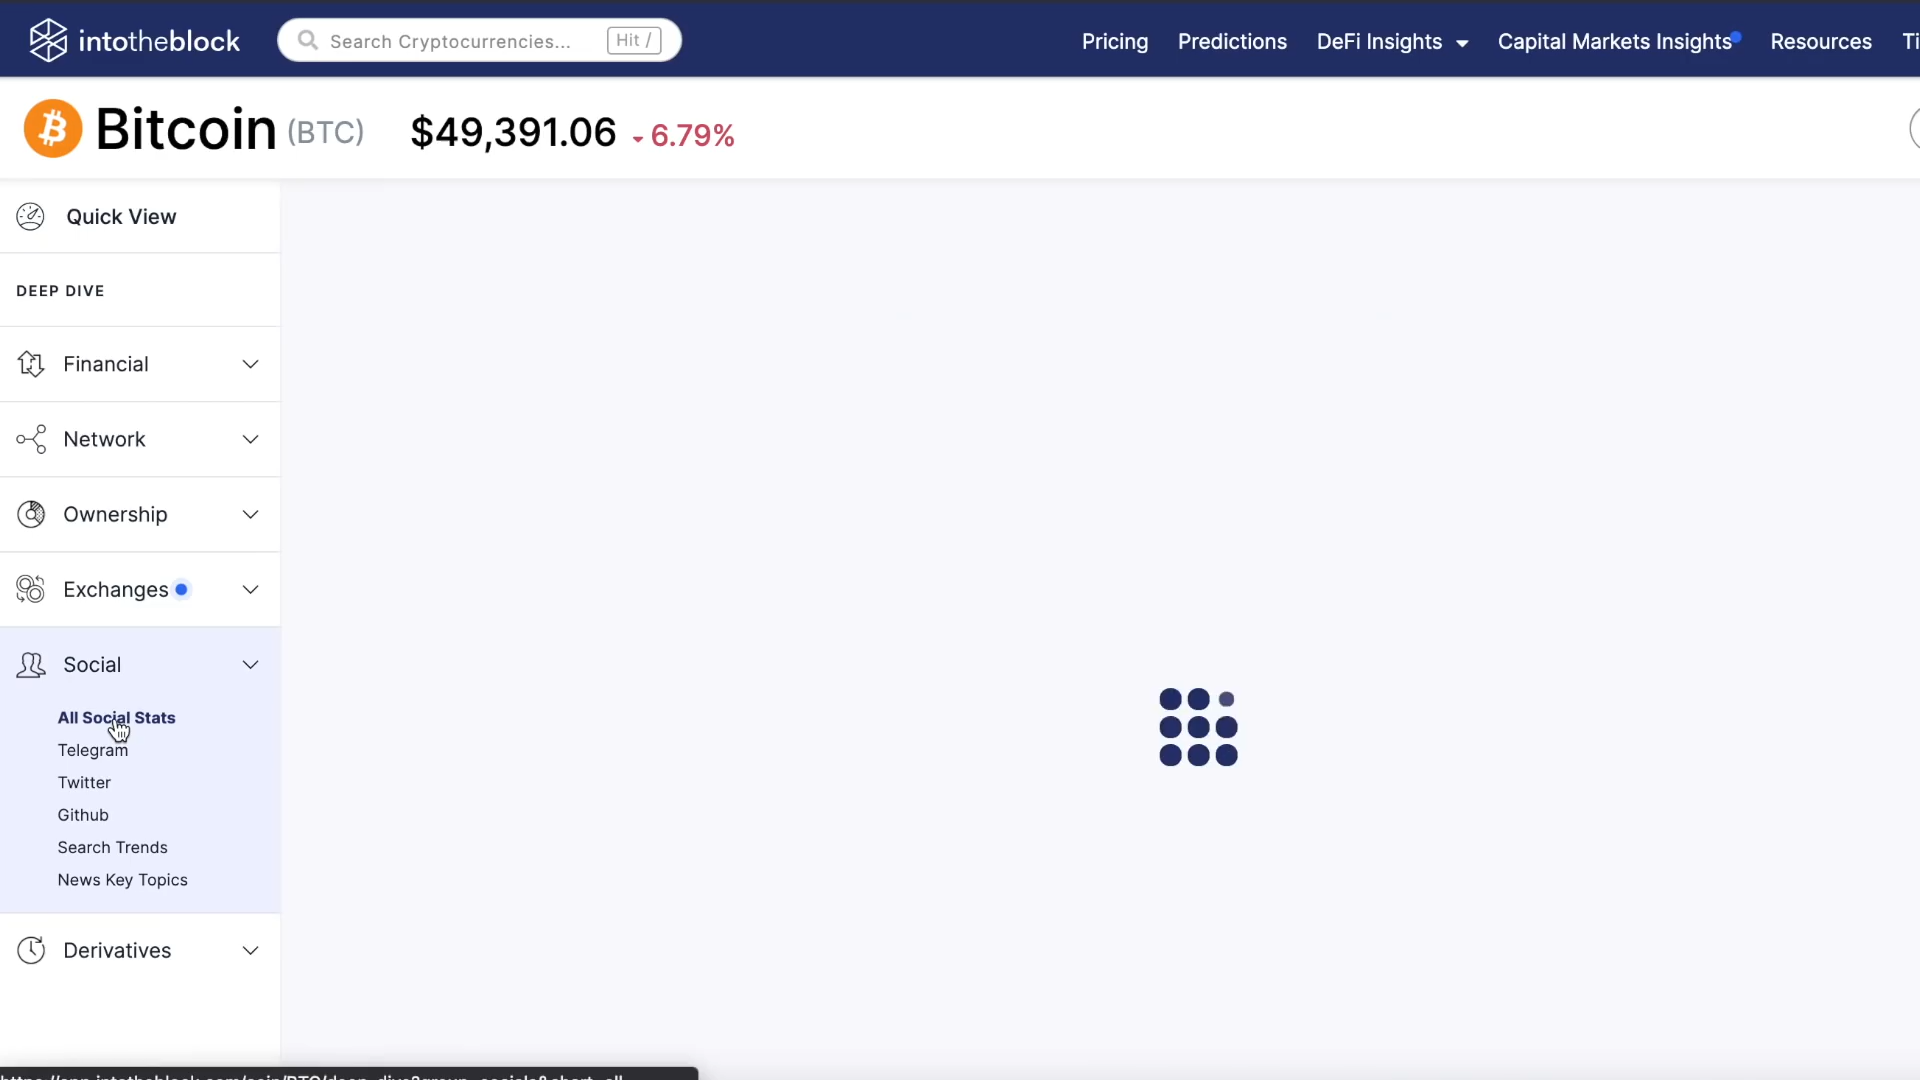 intotheblock
Search Cryptocurrencies...
Hit /
Pricing
Predictions
DeFi Insights
Capital Markets Insights
Resources
Bitcoin (BTC) $49,391.06 6.79%
Quick View
DEEP DIVE
Financial
Network
Ownership
Exchanges
Social
All Social Stats
Telegram
Twitter
Github
Search Trends
News Key Topics
Derivatives